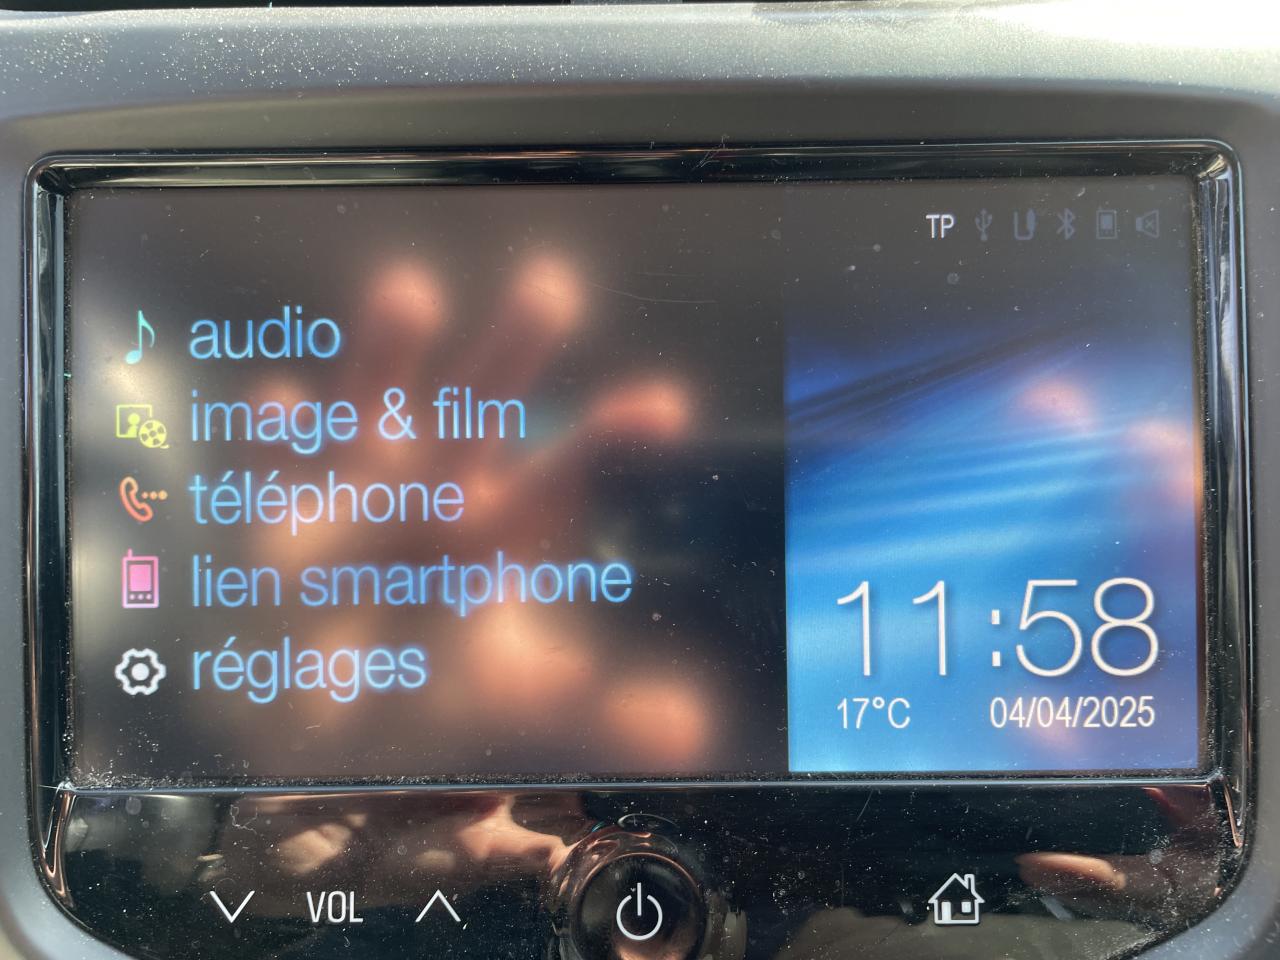 TP
audio
image & film
téléphone
lien smartphone
réglages
11:58
17°C 04/04/2025
VOL